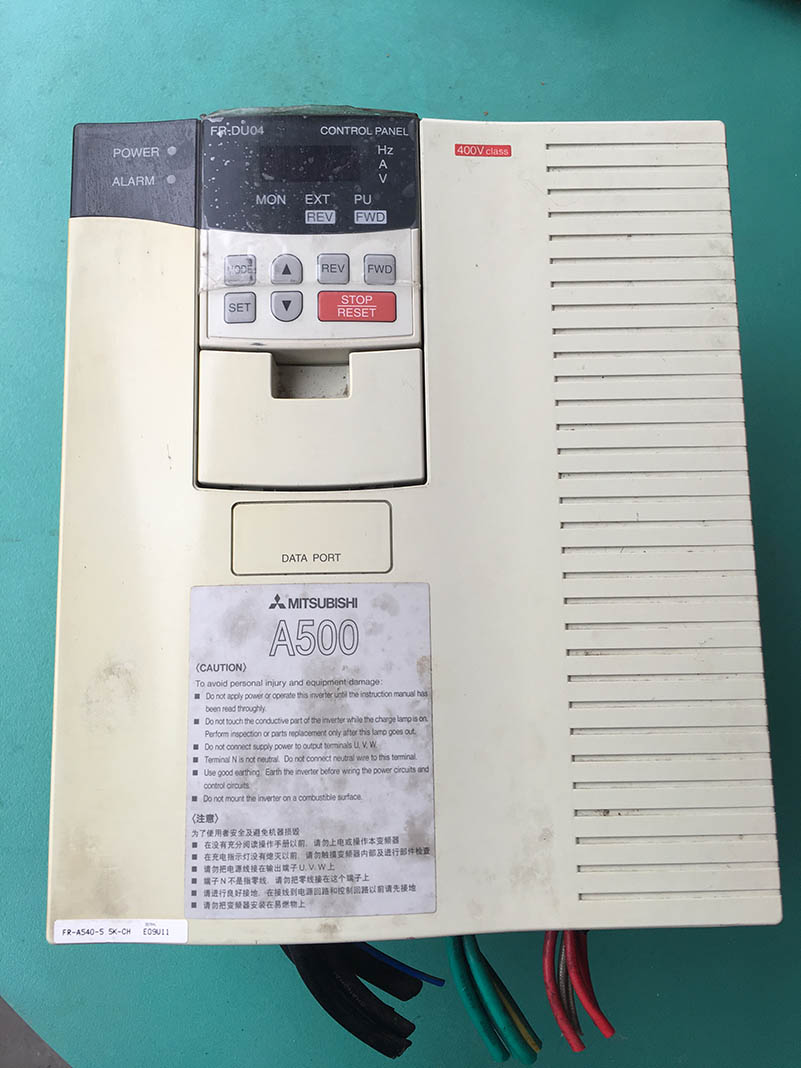 FR-DU04 CONTROL PANEL
POWER
ALARM
Hz
A
V
MON EXT PU
REV FWD
MODE ▲ REV FWD
SET ▼ STOP
RESET
400V class
DATA PORT
MITSUBISHI
A500
〈CAUTION〉
To avoid personal injury and equipment damage:
■ Do not apply power or operate this inverter until the instruction manual has
been read throughly.
■ Do not touch the conductive part of the inverter while the charge lamp is on.
Perform inspection or parts replacement only after this lamp goes out.
■ Do not connect supply power to output terminals U, V, W.
■ Terminal N is not neutral. Do not connect neutral wire to this terminal.
■ Use good earthing. Earth the inverter before wiring the power circuits and
control circuits.
■ Do not mount the inverter on a combustible surface.
〈注意〉
为了使用者安全及避免机器损毁
■ 在没有充分阅读操作手册以前, 请勿上电或操作本变频器
■ 在充电指示灯没有熄灭以前, 请勿触摸变频器内部及进行部件检查
■ 请勿把电源线接在输出端子 U, V, W 上
■ 端子 N 不是指零线, 请勿把零线接在这个端子上
■ 请进行良好接地, 在接线到电源回路和控制回路以前请先接地
■ 请勿把变频器安装在易燃物上
FR-A540-5.5K-CH E09U11